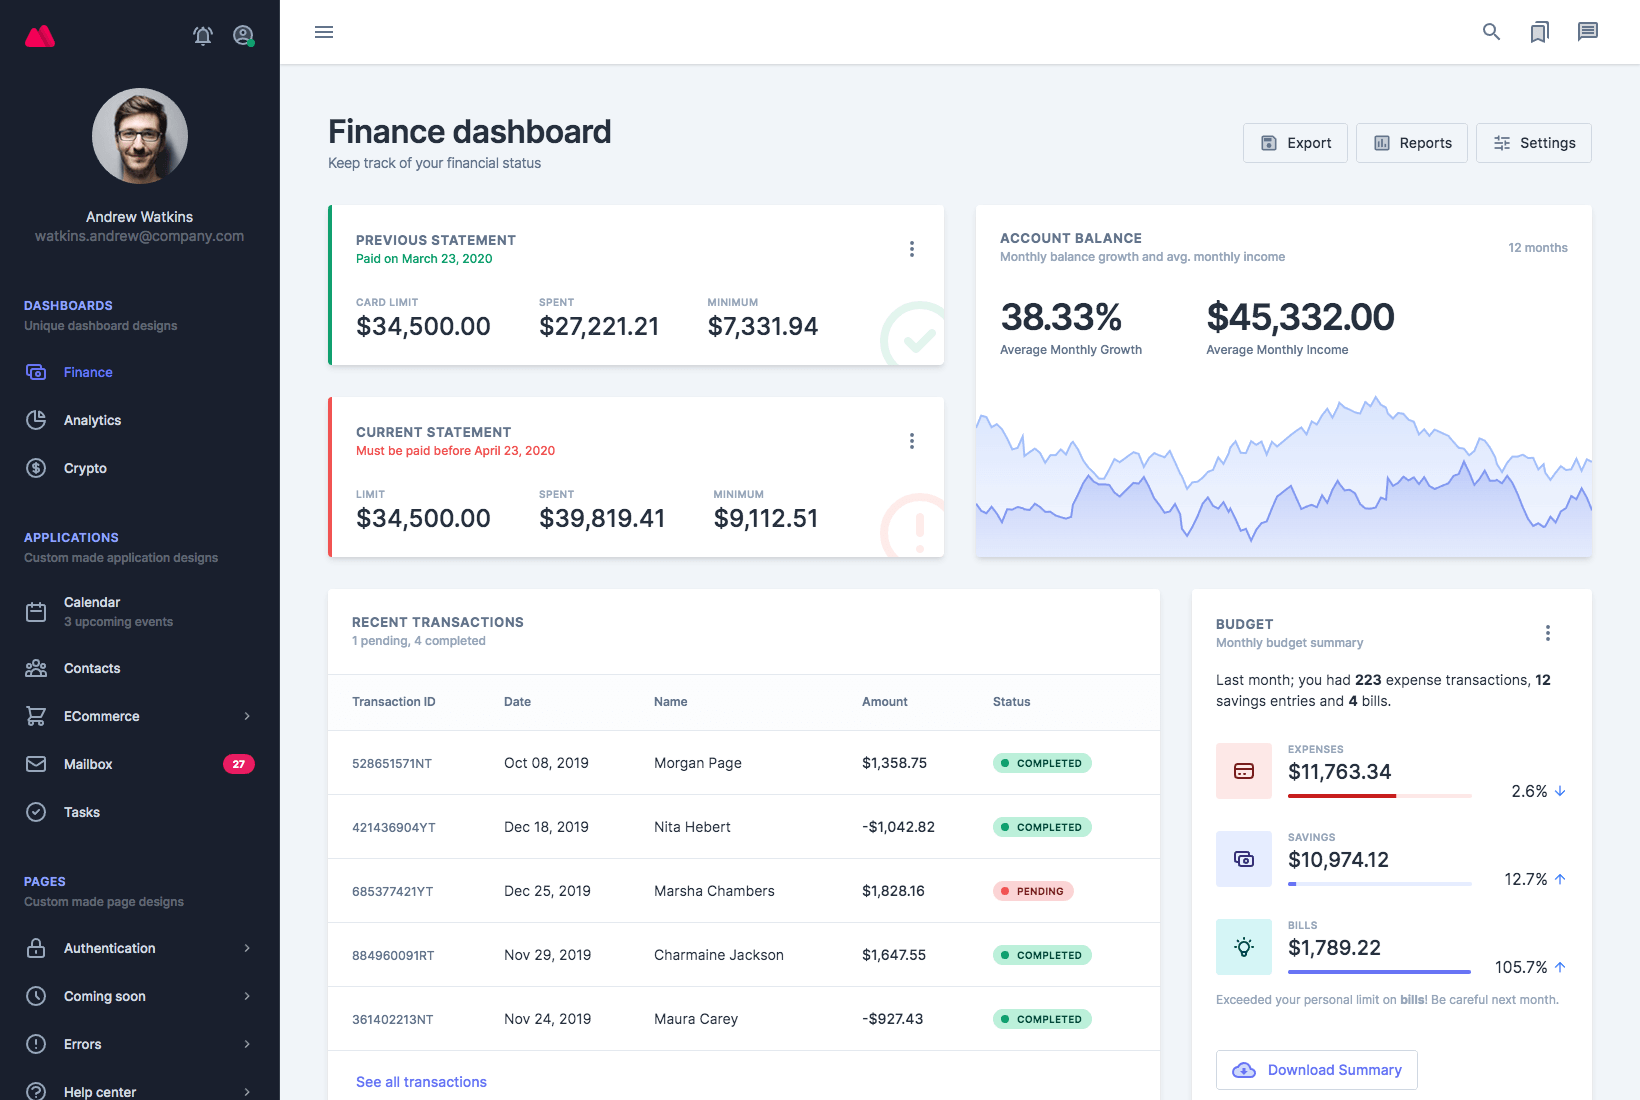 Andrew Watkins
watkins.andrew@company.com
DASHBOARDS
Unique dashboard designs
Finance
Analytics
Crypto
APPLICATIONS
Custom made application designs
Calendar
3 upcoming events
Contacts
ECommerce
Mailbox 27
Tasks
PAGES
Custom made page designs
Authentication
Coming soon
Errors
Help center
Finance dashboard
Keep track of your financial status
Export Reports Settings
PREVIOUS STATEMENT
Paid on March 23, 2020
CARD LIMIT SPENT MINIMUM
$34,500.00 $27,221.21 $7,331.94
CURRENT STATEMENT
Must be paid before April 23, 2020
LIMIT SPENT MINIMUM
$34,500.00 $39,819.41 $9,112.51
ACCOUNT BALANCE
Monthly balance growth and avg. monthly income
12 months
38.33% $45,332.00
Average Monthly Growth Average Monthly Income
RECENT TRANSACTIONS
1 pending, 4 completed
Transaction ID Date Name Amount Status
528651571NT Oct 08, 2019 Morgan Page $1,358.75 COMPLETED
421436904YT Dec 18, 2019 Nita Hebert -$1,042.82 COMPLETED
685377421YT Dec 25, 2019 Marsha Chambers $1,828.16 PENDING
884960091RT Nov 29, 2019 Charmaine Jackson $1,647.55 COMPLETED
361402213NT Nov 24, 2019 Maura Carey -$927.43 COMPLETED
See all transactions
BUDGET
Monthly budget summary
Last month; you had 223 expense transactions, 12
savings entries and 4 bills.
EXPENSES
$11,763.34
2.6%
SAVINGS
$10,974.12
12.7%
BILLS
$1,789.22
105.7%
Exceeded your personal limit on bills! Be careful next month.
Download Summary